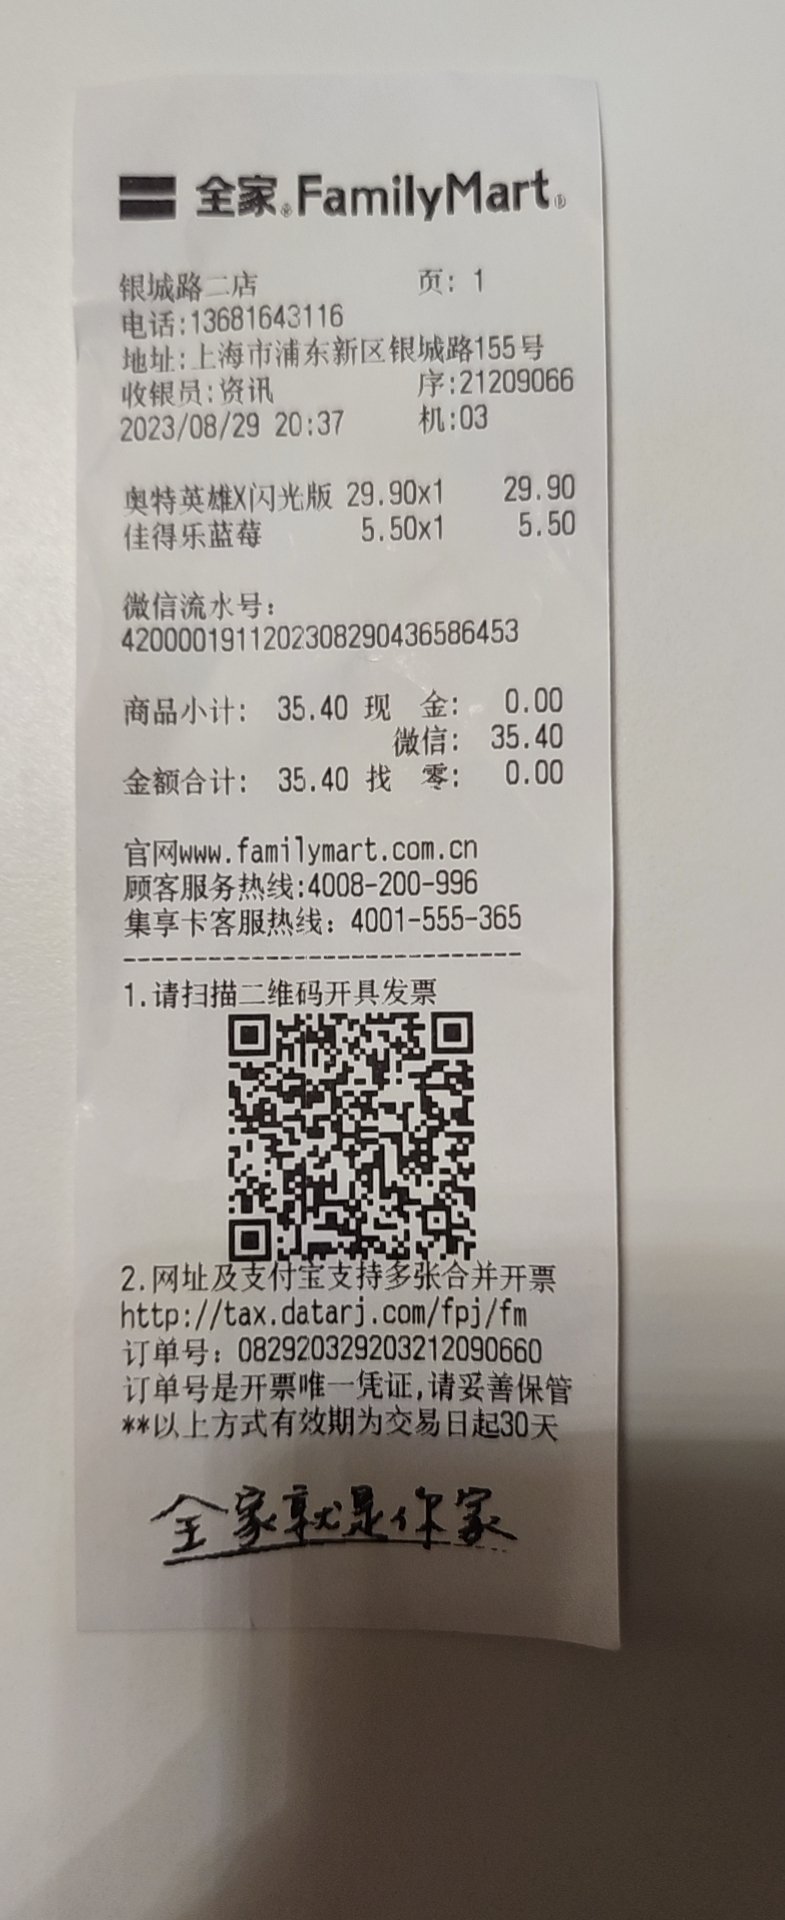 全家®FamilyMart®
银城路二店 页: 1
电话:13681643116
地址:上海市浦东新区银城路155号
收银员:资讯 序:21209066
2023/08/29 20:37 机:03
奥特英雄X闪光版 29.90x1 29.90
佳得乐蓝莓 5.50x1 5.50
微信流水号:
4200001911202308290436586453
商品小计: 35.40 现 金: 0.00
微信: 35.40
金额合计: 35.40 找 零: 0.00
官网www.familymart.com.cn
顾客服务热线:4008-200-996
集享卡客服热线: 4001-555-365
----------------------------
1.请扫描二维码开具发票
2.网址及支付宝支持多张合并开票
http://tax.datarj.com/fpj/fm
订单号: 082920329203212090660
订单号是开票唯一凭证,请妥善保管
**以上方式有效期为交易日起30天
全家就是你家